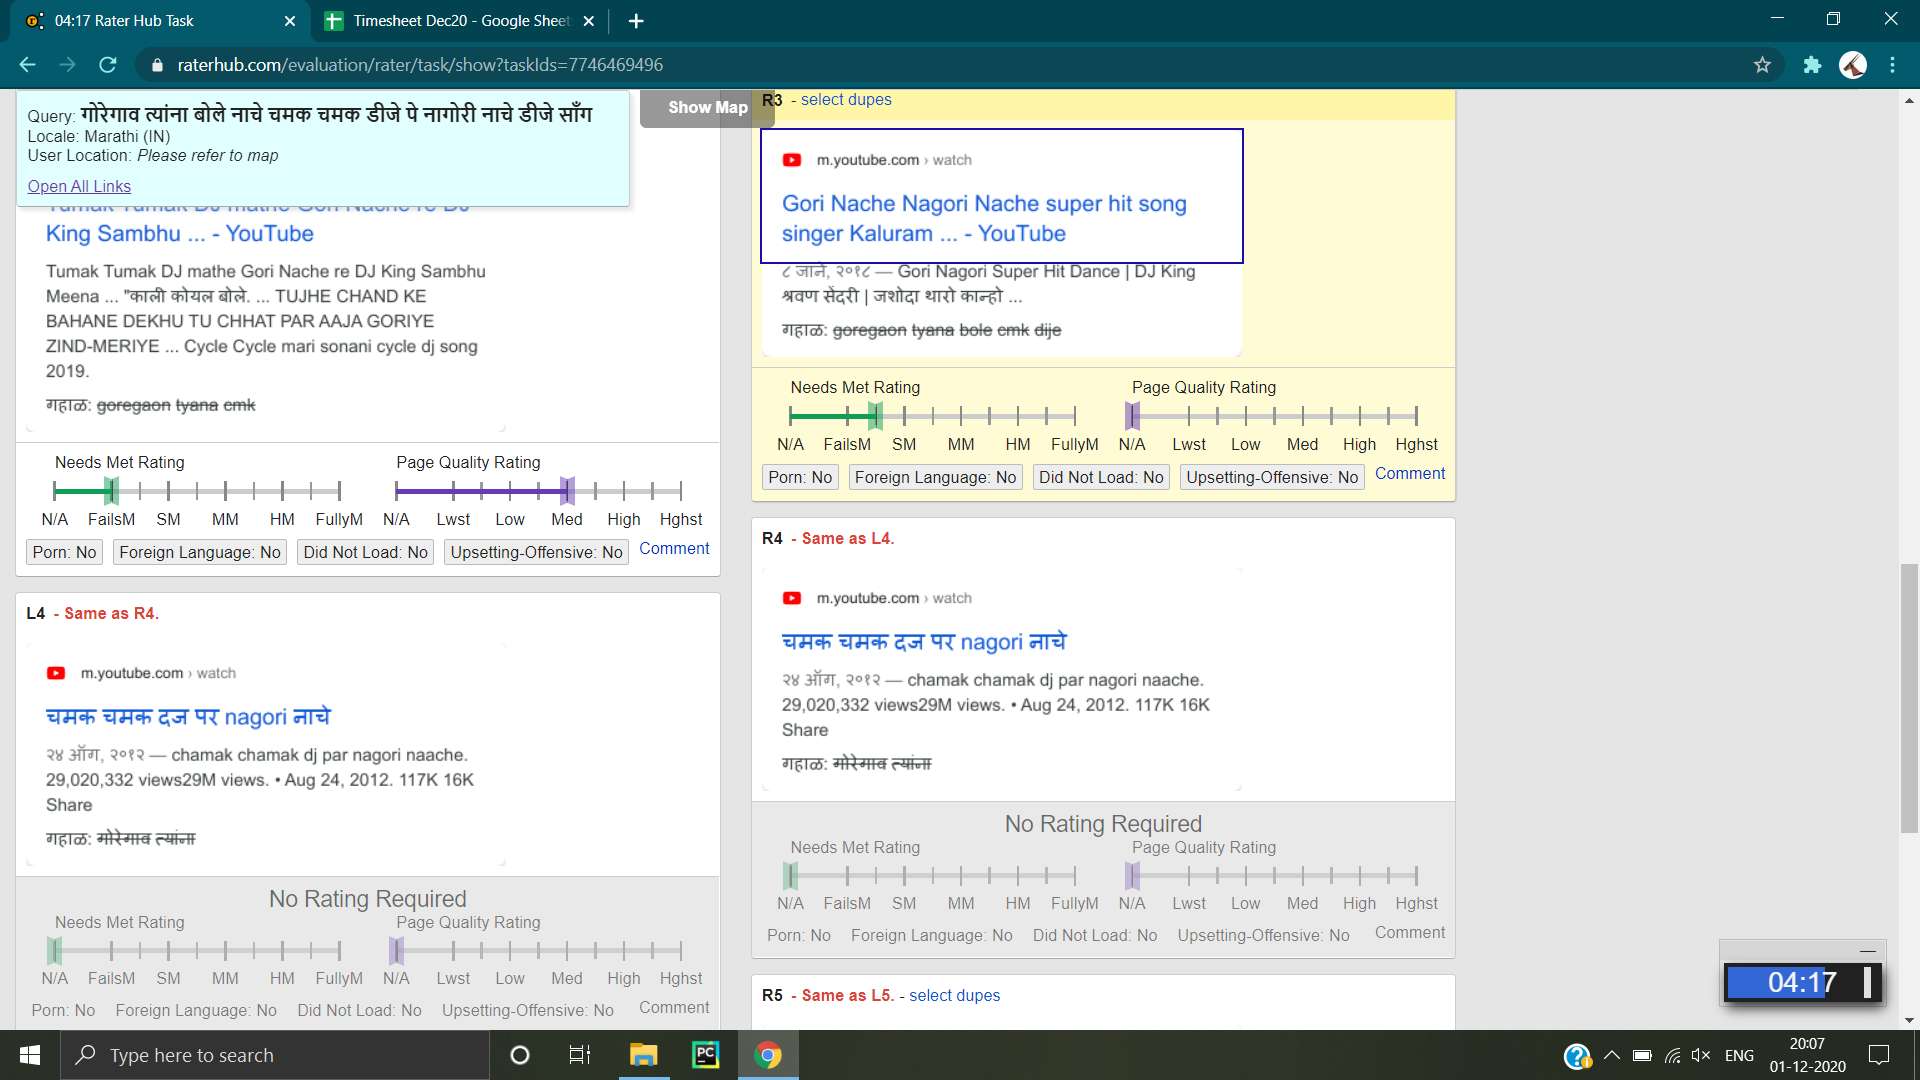 04:17 Rater Hub Task
Timesheet Dec20 - Google Sheet
raterhub.com/evaluation/rater/task/show?taskIds=7746469496
Query: गोरेगाव त्यांना बोले नाचे चमक चमक डीजे पे नागोरी नाचे डीजे साँग
Locale: Marathi (IN)
User Location: Please refer to map
Open All Links
Show Map
Tumak Tumak DJ mathe Gori Nache re DJ
King Sambhu ... - YouTube
Tumak Tumak DJ mathe Gori Nache re DJ King Sambhu
Meena ... "काली कोयल बोले. ... TUJHE CHAND KE
BAHANE DEKHU TU CHHAT PAR AAJA GORIYE
ZIND-MERIYE ... Cycle Cycle mari sonani cycle dj song
2019.
गहाळ: goregaon tyana cmk
Needs Met Rating
Page Quality Rating
N/A FailsM SM MM HM FullyM
N/A Lwst Low Med High Hghst
Porn: No Foreign Language: No Did Not Load: No Upsetting-Offensive: No Comment
L4 - Same as R4.
m.youtube.com › watch
चमक चमक दज पर nagori नाचे
२४ ऑग, २०१२ — chamak chamak dj par nagori naache.
29,020,332 views29M views. • Aug 24, 2012. 117K 16K
Share
गहाळ: गोरेगाव त्यांना
No Rating Required
Needs Met Rating
Page Quality Rating
N/A FailsM SM MM HM FullyM
N/A Lwst Low Med High Hghst
Porn: No Foreign Language: No Did Not Load: No Upsetting-Offensive: No Comment
R3 - select dupes
m.youtube.com › watch
Gori Nache Nagori Nache super hit song
singer Kaluram ... - YouTube
८ जाने, २०१८ — Gori Nagori Super Hit Dance | DJ King
श्रवण सेंदरी | जशोदा थारो कान्हो ...
गहाळ: goregaon tyana bole cmk dije
Needs Met Rating
Page Quality Rating
N/A FailsM SM MM HM FullyM
N/A Lwst Low Med High Hghst
Porn: No Foreign Language: No Did Not Load: No Upsetting-Offensive: No Comment
R4 - Same as L4.
m.youtube.com › watch
चमक चमक दज पर nagori नाचे
२४ ऑग, २०१२ — chamak chamak dj par nagori naache.
29,020,332 views29M views. • Aug 24, 2012. 117K 16K
Share
गहाळ: गोरेगाव त्यांना
No Rating Required
Needs Met Rating
Page Quality Rating
N/A FailsM SM MM HM FullyM
N/A Lwst Low Med High Hghst
Porn: No Foreign Language: No Did Not Load: No Upsetting-Offensive: No Comment
R5 - Same as L5. - select dupes
04:17
Type here to search
PC
ENG
20:07
01-12-2020